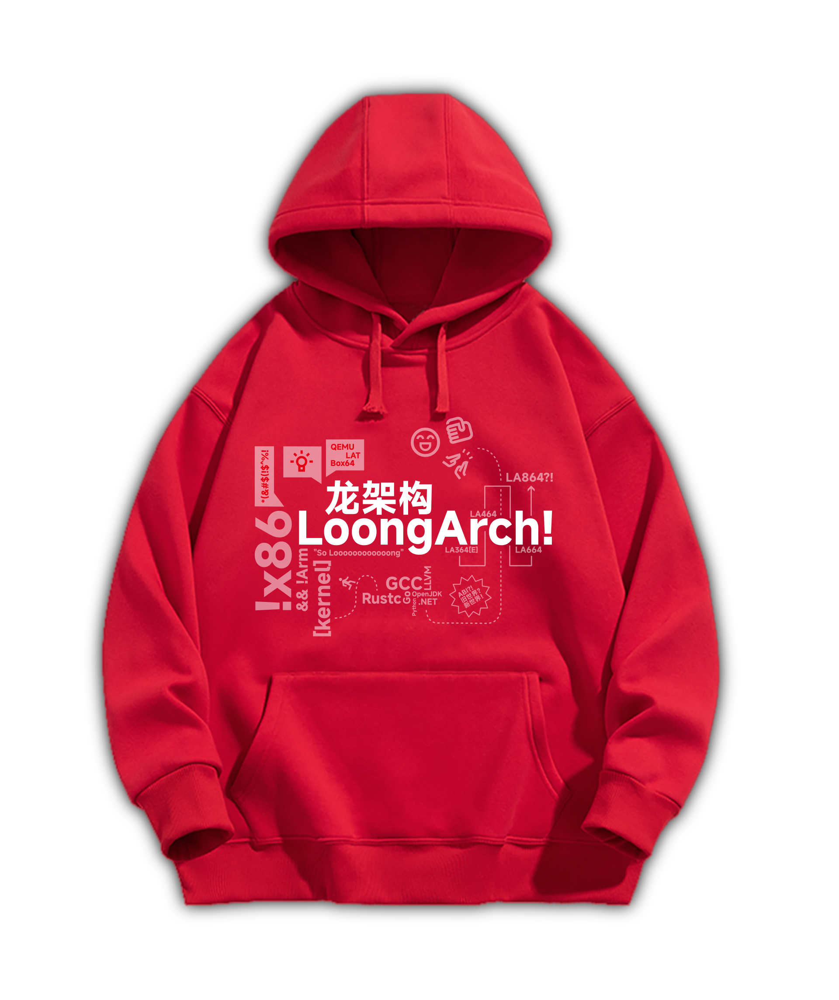 QEMU
LAT
Box64
!%,$i)$#&)*
龙架构
LoongArch!
"So Loooooooooooong"
!x86
&& !Arm
[kernel]
GCC
LLVM
Rustc
Go
OpenJDK
Python
.NET
LA864?!
LA464
LA364[E]
LA664
ABI?!
旧世界?
新世界!